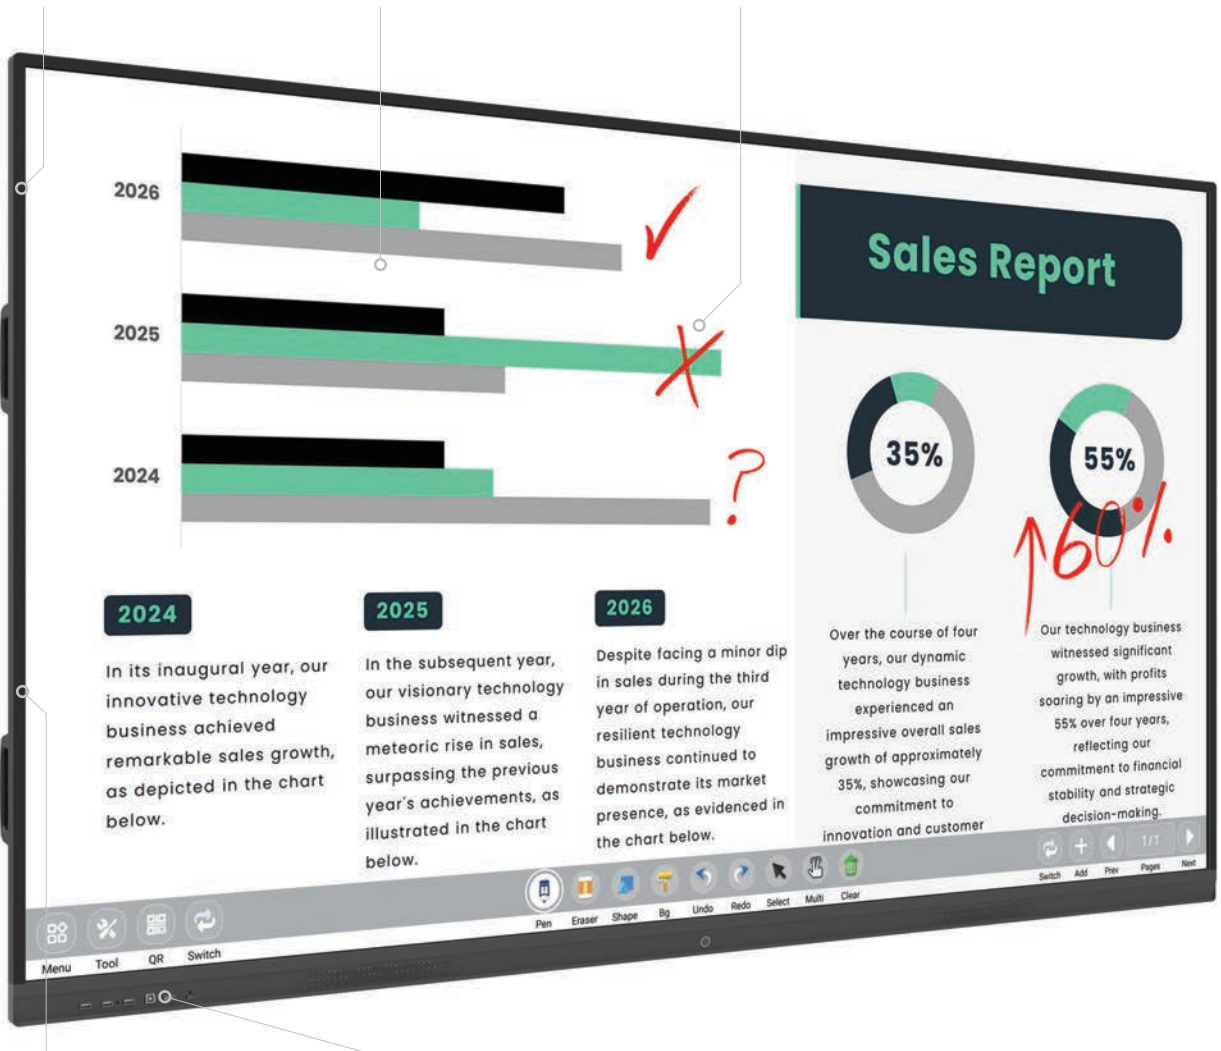 2026
2025
2024
?
Sales Report
35%
55%
↑60%
2024
In its inaugural year, our
innovative technology
business achieved
remarkable sales growth,
as depicted in the chart
below.
2025
In the subsequent year,
our visionary technology
business witnessed a
meteoric rise in sales,
surpassing the previous
year's achievements, as
illustrated in the chart
below.
2026
Despite facing a minor dip
in sales during the third
year of operation, our
resilient technology
business continued to
demonstrate its market
presence, as evidenced in
the chart below.
Over the course of four
years, our dynamic
technology business
experienced an
impressive overall sales
growth of approximately
35%, showcasing our
commitment to
innovation and customer
Our technology business
witnessed significant
growth, with profits
soaring by an impressive
55% over four years,
reflecting our
commitment to financial
stability and strategic
decision-making.
Menu Tool QR Switch
Pen Eraser Shape Bg Undo Redo Select Multi Clear
1/1
Switch Add Prev Pages Next